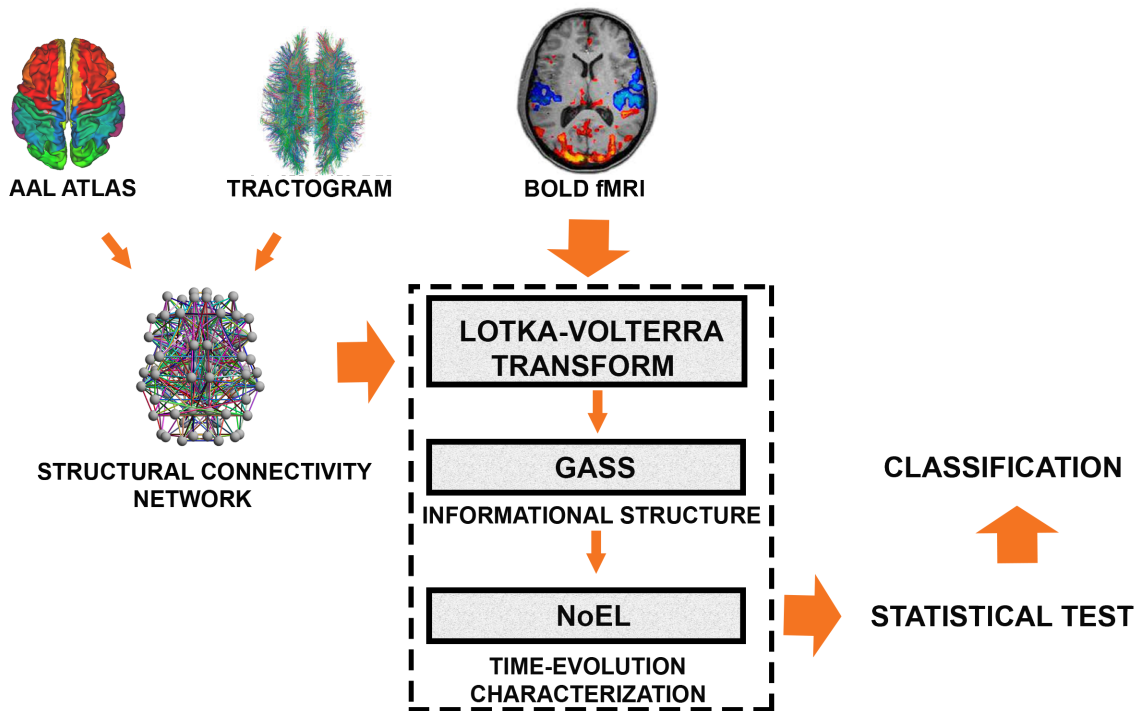 AAL ATLAS
TRACTOGRAM
BOLD fMRI
STRUCTURAL CONNECTIVITY
NETWORK
LOTKA-VOLTERRA
TRANSFORM
GASS
INFORMATIONAL STRUCTURE
NoEL
TIME-EVOLUTION
CHARACTERIZATION
CLASSIFICATION
STATISTICAL TEST